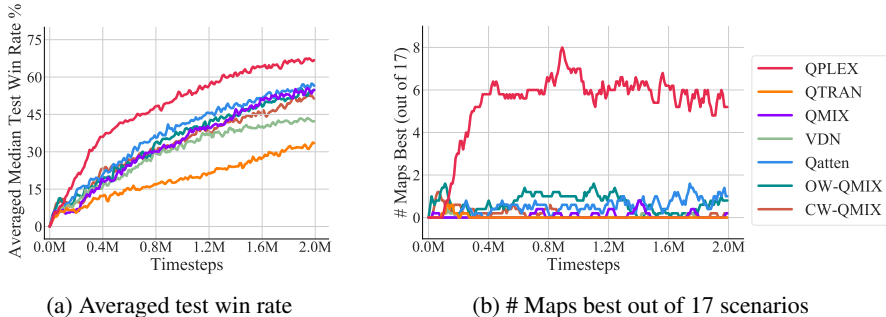 Averaged Median Test Win Rate %
75
60
45
30
15
0
0.0M 0.4M 0.8M 1.2M 1.6M 2.0M
Timesteps
(a) Averaged test win rate
# Maps Best (out of 17)
8
6
4
2
0
0.0M 0.4M 0.8M 1.2M 1.6M 2.0M
Timesteps
(b) # Maps best out of 17 scenarios
QPLEX
QTRAN
QMIX
VDN
Qatten
OW-QMIX
CW-QMIX